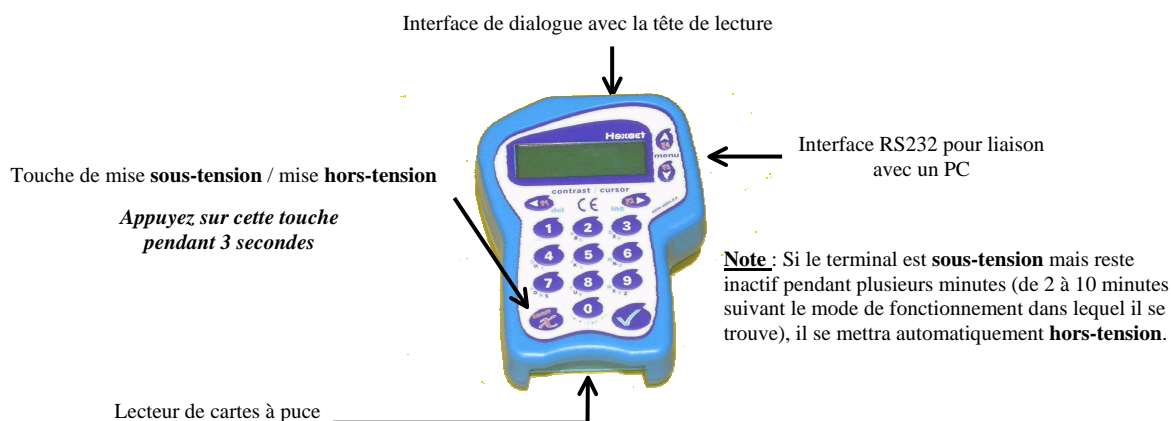 Interface de dialogue avec la tête de lecture
Hexact
menu
Interface RS232 pour liaison
avec un PC
Touche de mise sous-tension / mise hors-tension
Appuyez sur cette touche
pendant 3 secondes
contrast / cursor
del CE ins
1 2 3
4 5 6
7 8 9
0
Note : Si le terminal est sous-tension mais reste
inactif pendant plusieurs minutes (de 2 à 10 minutes
suivant le mode de fonctionnement dans lequel il se
trouve), il se mettra automatiquement hors-tension.
Lecteur de cartes à puce